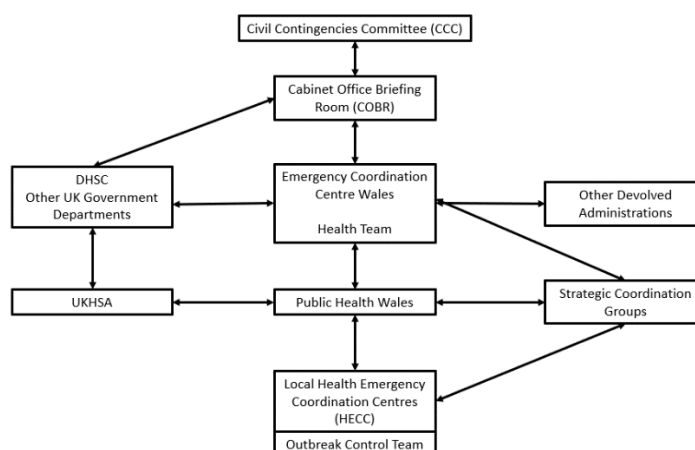 Civil Contingencies Committee (CCC)
Cabinet Office Briefing
Room (COBR)
DHSC
Other UK Government
Departments
Emergency Coordination
Centre Wales
Health Team
Other Devolved
Administrations
UKHSA
Public Health Wales
Strategic Coordination
Groups
Local Health Emergency
Coordination Centres
(HECC)
Outbreak Control Team